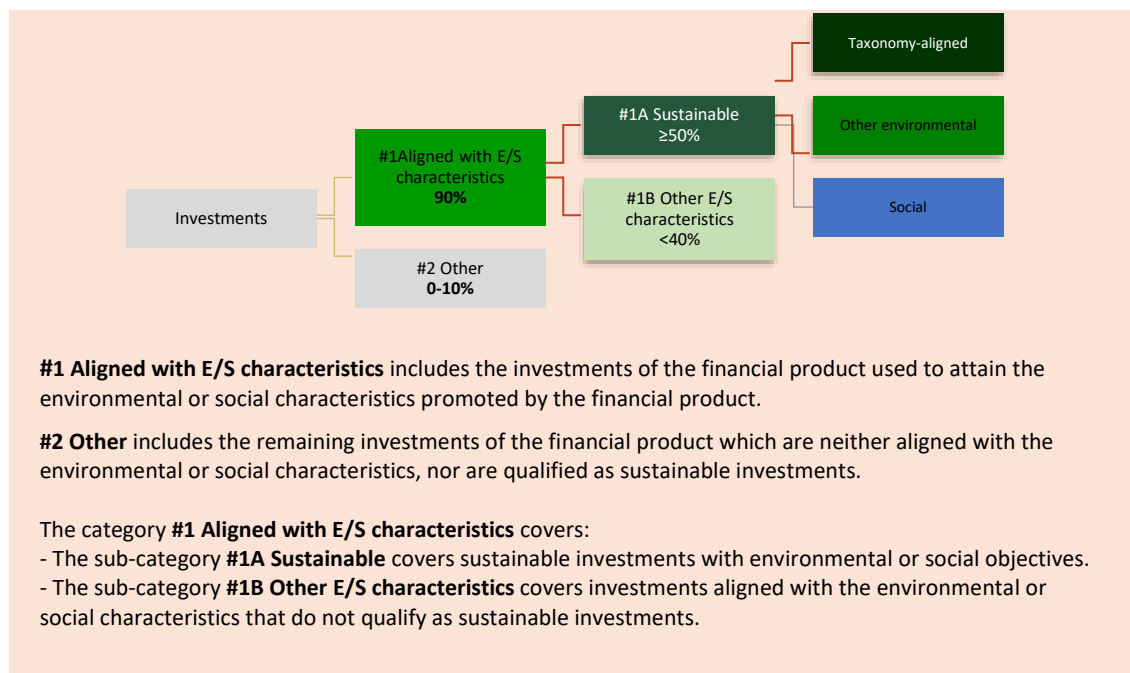 Taxonomy-aligned
#1A Sustainable
≥50%
Other environmental
#1Aligned with E/S
characteristics
90%
#1B Other E/S
characteristics
<40%
Social
Investments
#2 Other
0-10%
#1 Aligned with E/S characteristics includes the investments of the financial product used to attain the
environmental or social characteristics promoted by the financial product.
#2 Other includes the remaining investments of the financial product which are neither aligned with the
environmental or social characteristics, nor are qualified as sustainable investments.
The category #1 Aligned with E/S characteristics covers:
- The sub-category #1A Sustainable covers sustainable investments with environmental or social objectives.
- The sub-category #1B Other E/S characteristics covers investments aligned with the environmental or
social characteristics that do not qualify as sustainable investments.